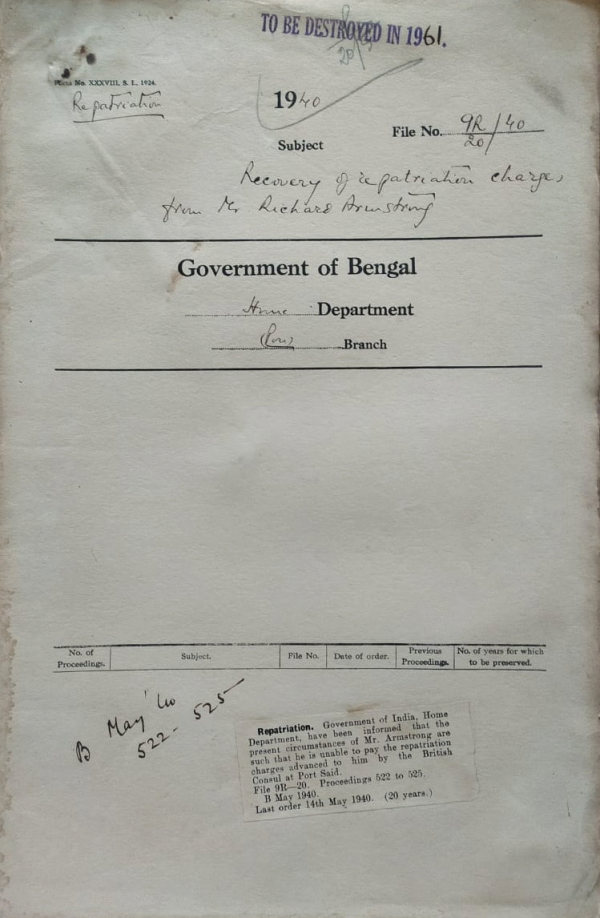 TO BE DESTROYED IN 1961.
Form No. XXXVIII, S. L., 1924.
Repatriation
1940
File No. 9R/40
20/
Subject
Recovery of repatriation charges
from Mr Richard Armstrong
Government of Bengal
Home Department
Branch
No. of Proceedings.
Subject.
File No.
Date of order.
Previous Proceedings.
No. of years for which to be preserved.
B May '40
522-525
Repatriation. Government of India, Home
Department, have been informed that the
present circumstances of Mr. Armstrong are
such that he is unable to pay the repatriation
charges advanced to him by the British
Consul at Port Said.
File 9R—20. Proceedings 522 to 525.
B May 1940.
Last order 14th May 1940. (20 years.)